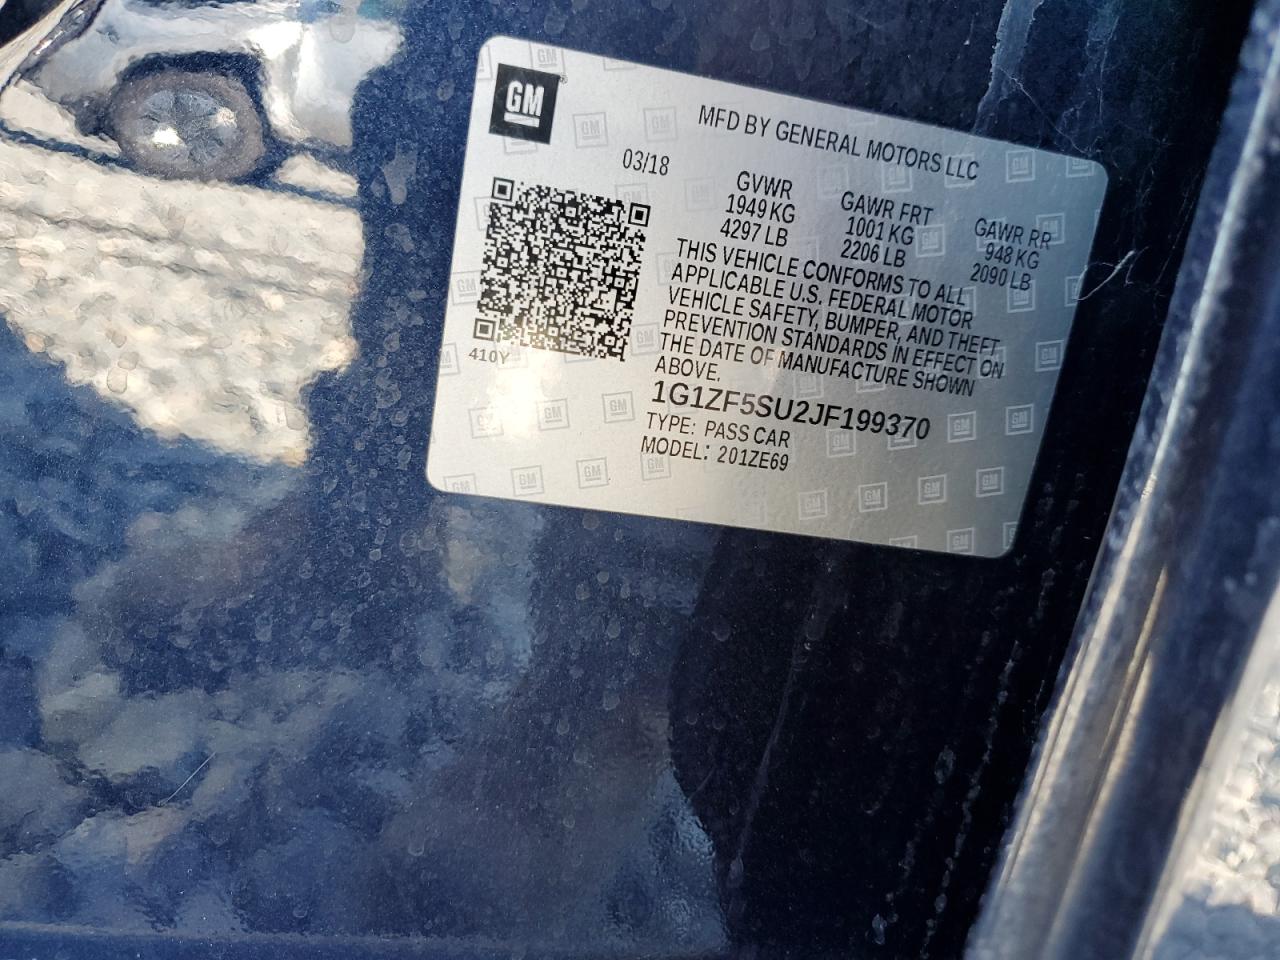 GM
MFD BY GENERAL MOTORS LLC
03/18
GVWR
1949 KG
4297 LB
GAWR FRT
1001 KG
2206 LB
GAWR RR
948 KG
2090 LB
THIS VEHICLE CONFORMS TO ALL
APPLICABLE U.S. FEDERAL MOTOR
VEHICLE SAFETY, BUMPER, AND THEFT
PREVENTION STANDARDS IN EFFECT ON
THE DATE OF MANUFACTURE SHOWN
ABOVE.
410Y
1G1ZF5SU2JF199370
TYPE: PASS CAR
MODEL: 201ZE69